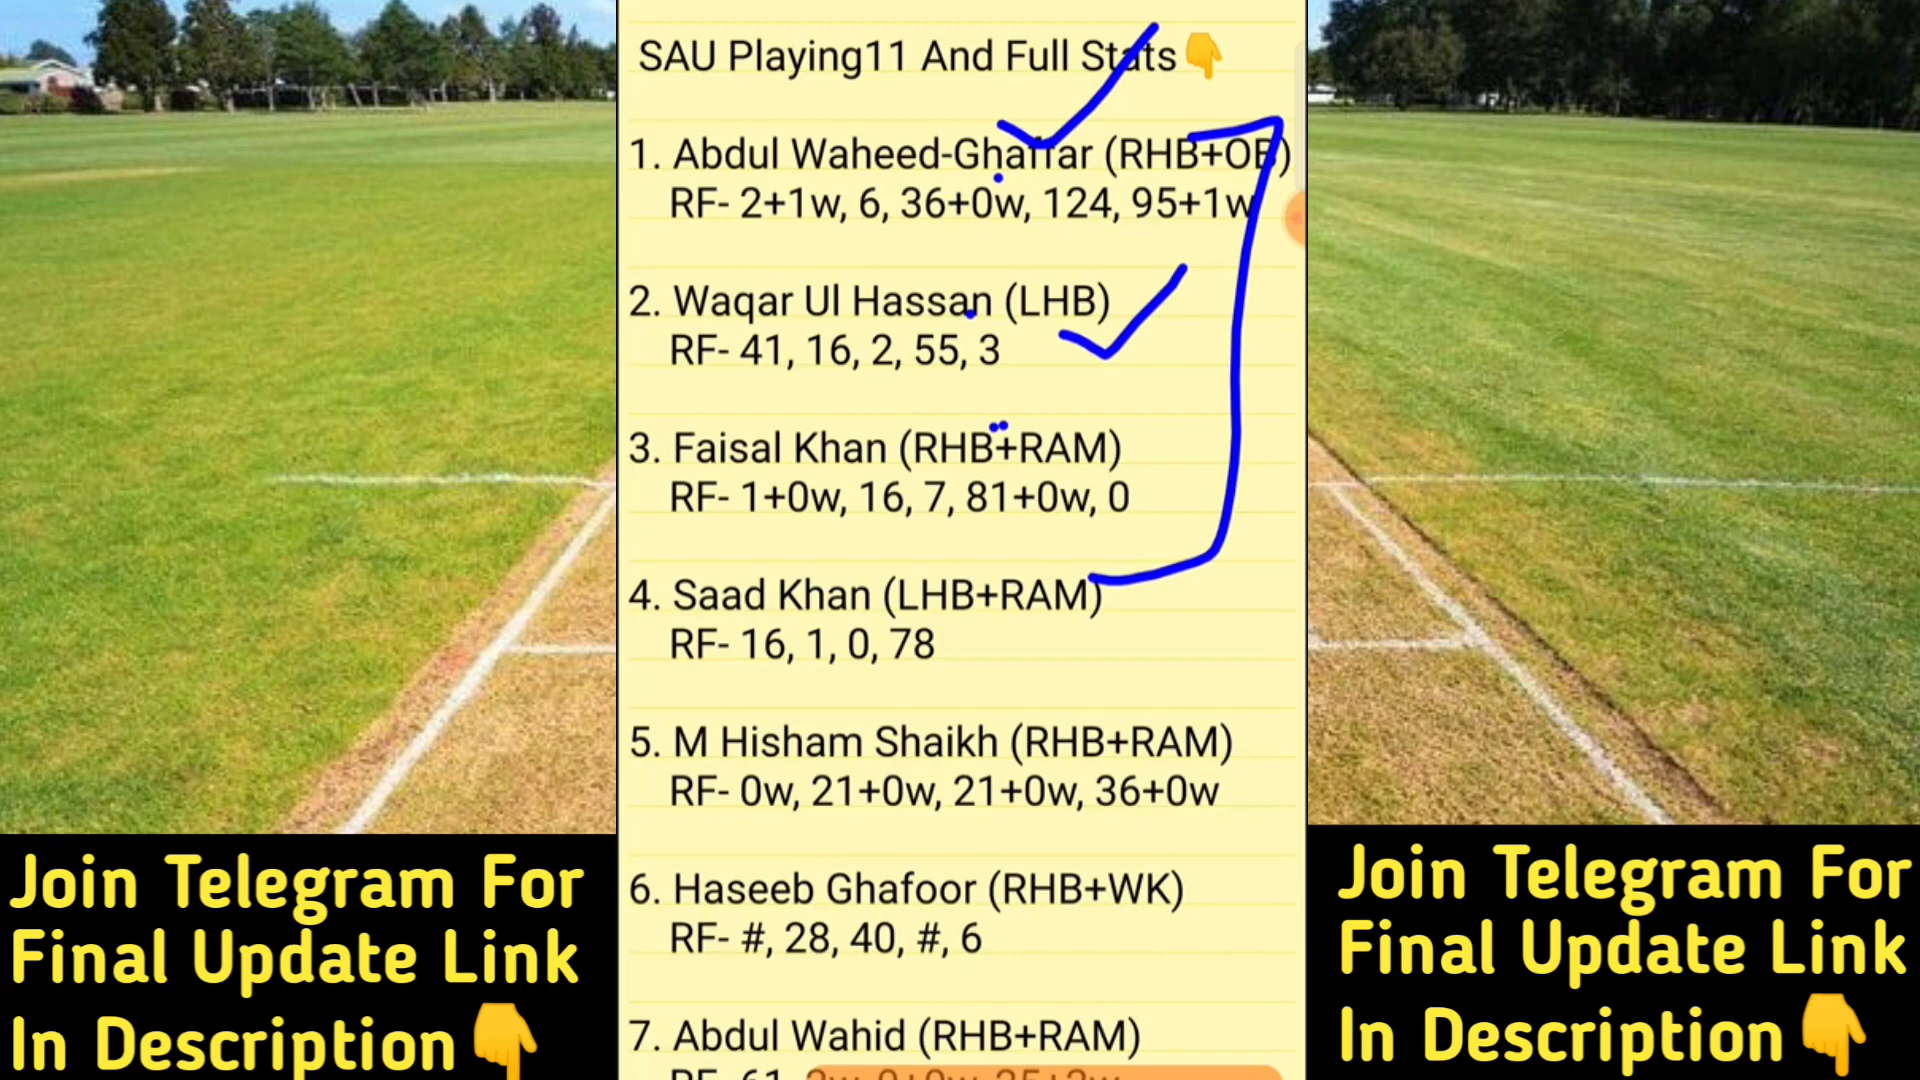 SAU Playing11 And Full Stats👇
1. Abdul Waheed-Ghaffar (RHB+OB)
RF- 2+1w, 6, 36+0w, 124, 95+1w
2. Waqar Ul Hassan (LHB)
RF- 41, 16, 2, 55, 3
3. Faisal Khan (RHB+RAM)
RF- 1+0w, 16, 7, 81+0w, 0
4. Saad Khan (LHB+RAM)
RF- 16, 1, 0, 78
5. M Hisham Shaikh (RHB+RAM)
RF- 0w, 21+0w, 21+0w, 36+0w
6. Haseeb Ghafoor (RHB+WK)
RF- #, 28, 40, #, 6
7. Abdul Wahid (RHB+RAM)
Join Telegram For
Final Update Link
In Description👇
Join Telegram For
Final Update Link
In Description👇